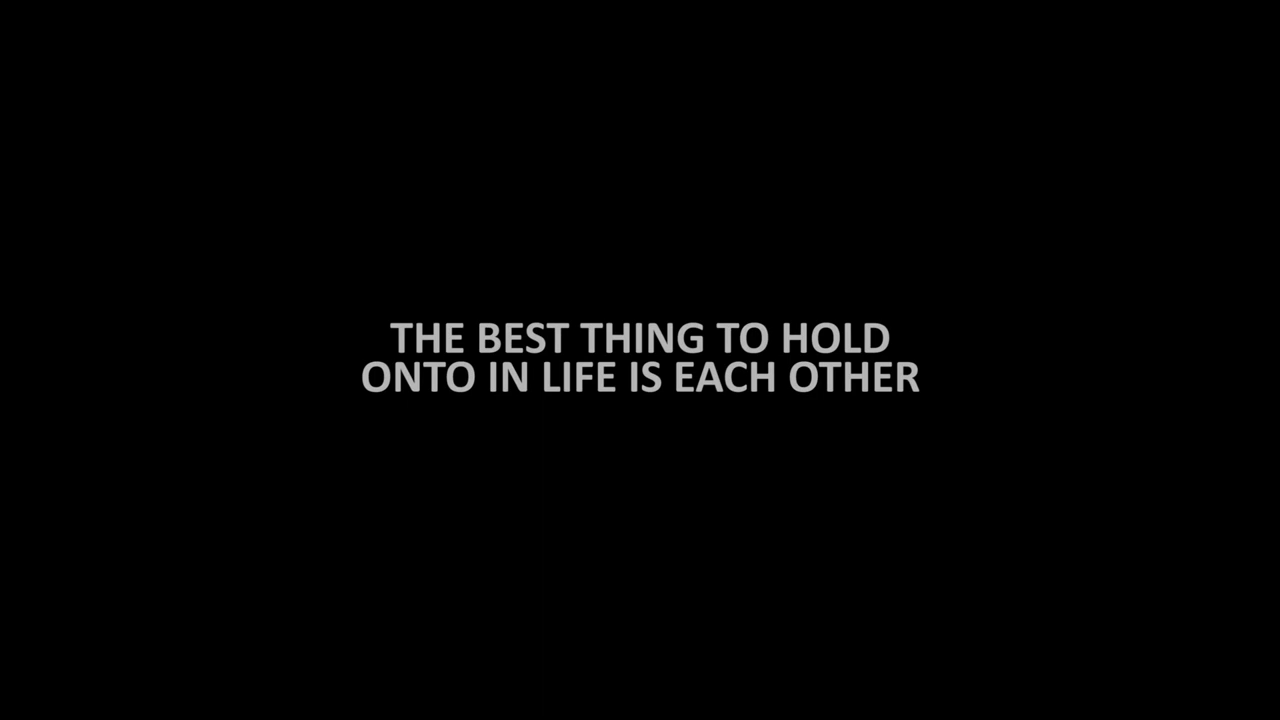 THE BEST THING TO HOLD
ONTO IN LIFE IS EACH OTHER